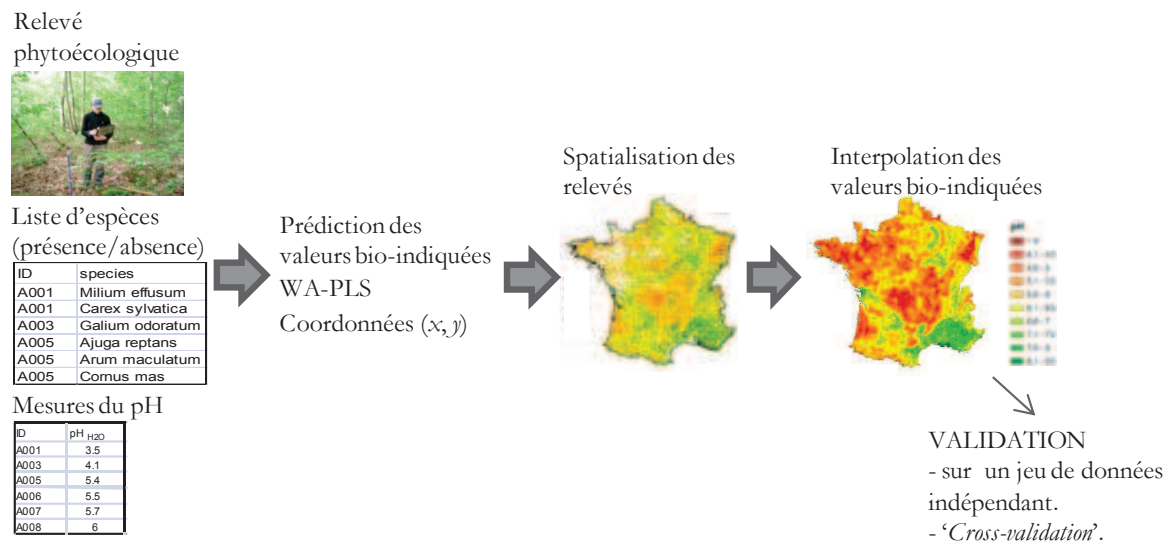 Relevé
phytoécologique
Liste d'espèces
(présence/absence)
ID species
A001 Milium effusum
A001 Carex sylvatica
A003 Galium odoratum
A005 Ajuga reptans
A005 Arum maculatum
A005 Cornus mas
Mesures du pH
ID pH H2O
A001 3.5
A003 4.1
A005 5.4
A006 5.5
A007 5.7
A008 6
Prédiction des
valeurs bio-indiquées
WA-PLS
Coordonnées (x, y)
Spatialisation des
relevés
Interpolation des
valeurs bio-indiquées
pH
VALIDATION
- sur un jeu de données
indépendant.
- ‘Cross-validation’.